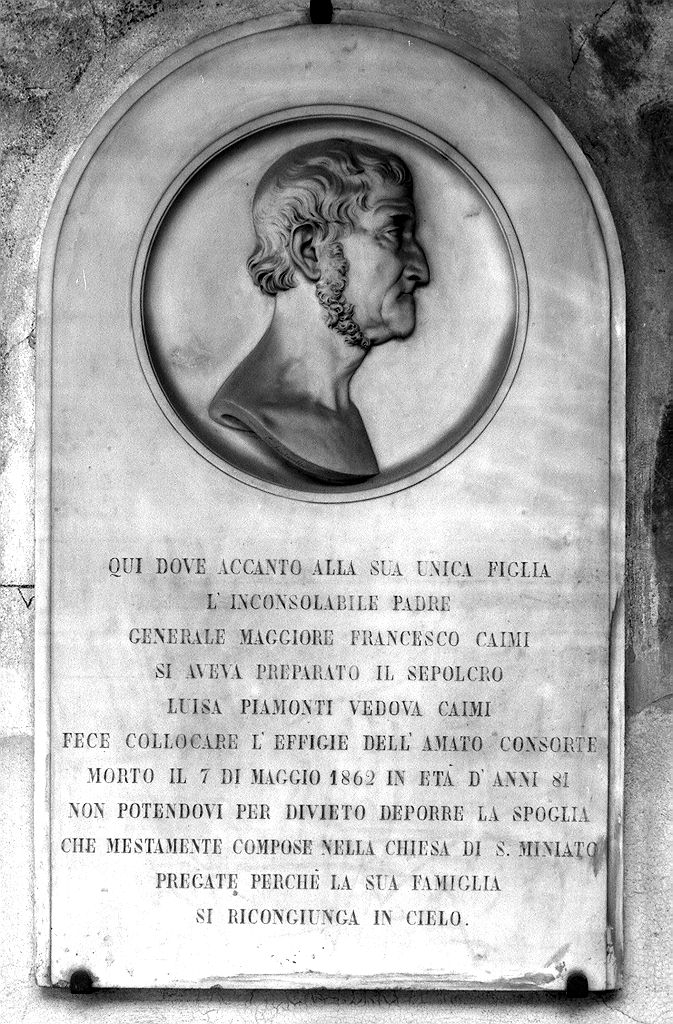 QUI DOVE ACCANTO ALLA SUA UNICA FIGLIA
L' INCONSOLABILE PADRE
GENERALE MAGGIORE FRANCESCO CAIMI
SI AVEVA PREPARATO IL SEPOLCRO
LUISA PIAMONTI VEDOVA CAIMI
FECE COLLOCARE L' EFFIGIE DELL' AMATO CONSORTE
MORTO IL 7 DI MAGGIO 1862 IN ETÀ D' ANNI 81
NON POTENDOVI PER DIVIETO DEPORRE LA SPOGLIA
CHE MESTAMENTE COMPOSE NELLA CHIESA DI S. MINIATO
PREGATE PERCHÈ LA SUA FAMIGLIA
SI RICONGIUNGA IN CIELO.